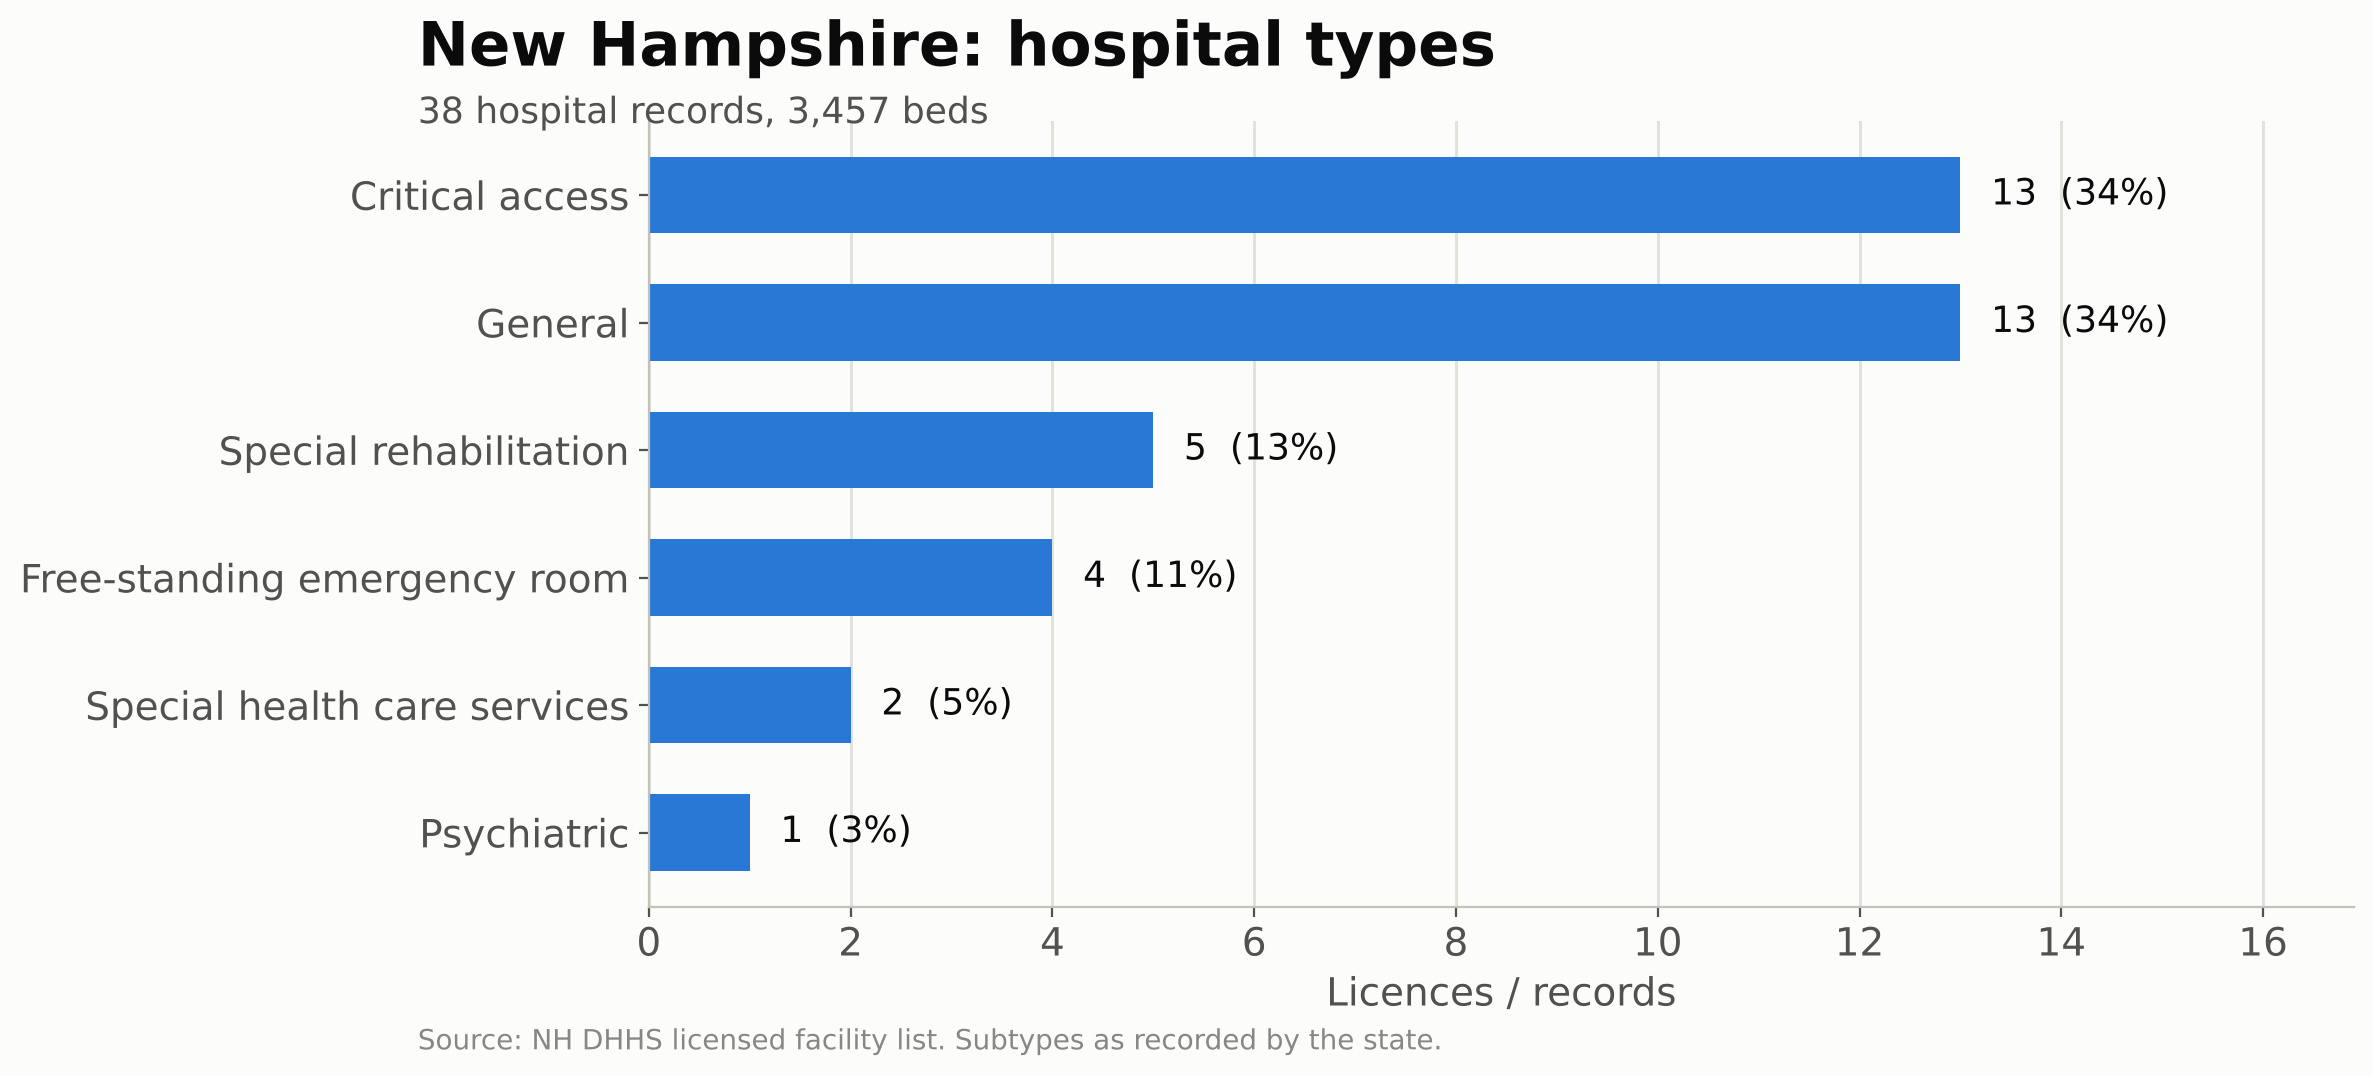 New Hampshire: hospital types
38 hospital records, 3,457 beds
Critical access 13 (34%)
General 13 (34%)
Special rehabilitation 5 (13%)
Free-standing emergency room 4 (11%)
Special health care services 2 (5%)
Psychiatric 1 (3%)
0 2 4 6 8 10 12 14 16
Licences / records
Source: NH DHHS licensed facility list. Subtypes as recorded by the state.